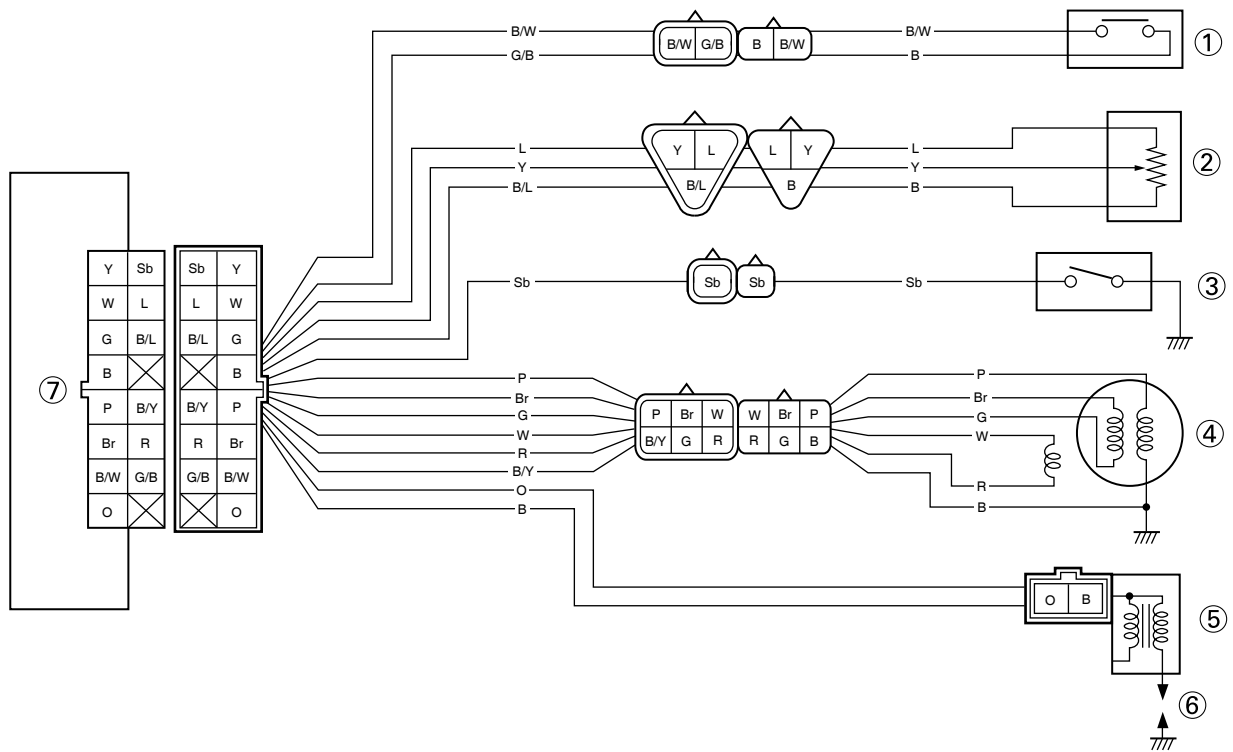 B/W B/W
B/W G/B B B/W ①
G/B B
Y L L Y
L L
Y Y ②
B/L B/L B B
Sb Sb Sb Sb ③
Y Sb Sb Y
W L L W
G B/L B/L G
B B
P B/Y B/Y P
Br R R Br
B/W G/B G/B B/W
O O
⑦
P P
Br Br
P Br W W Br P
G G
W W ④
B/Y G R R G B
R
B/Y
R
O
B B
O B ⑤
⑥